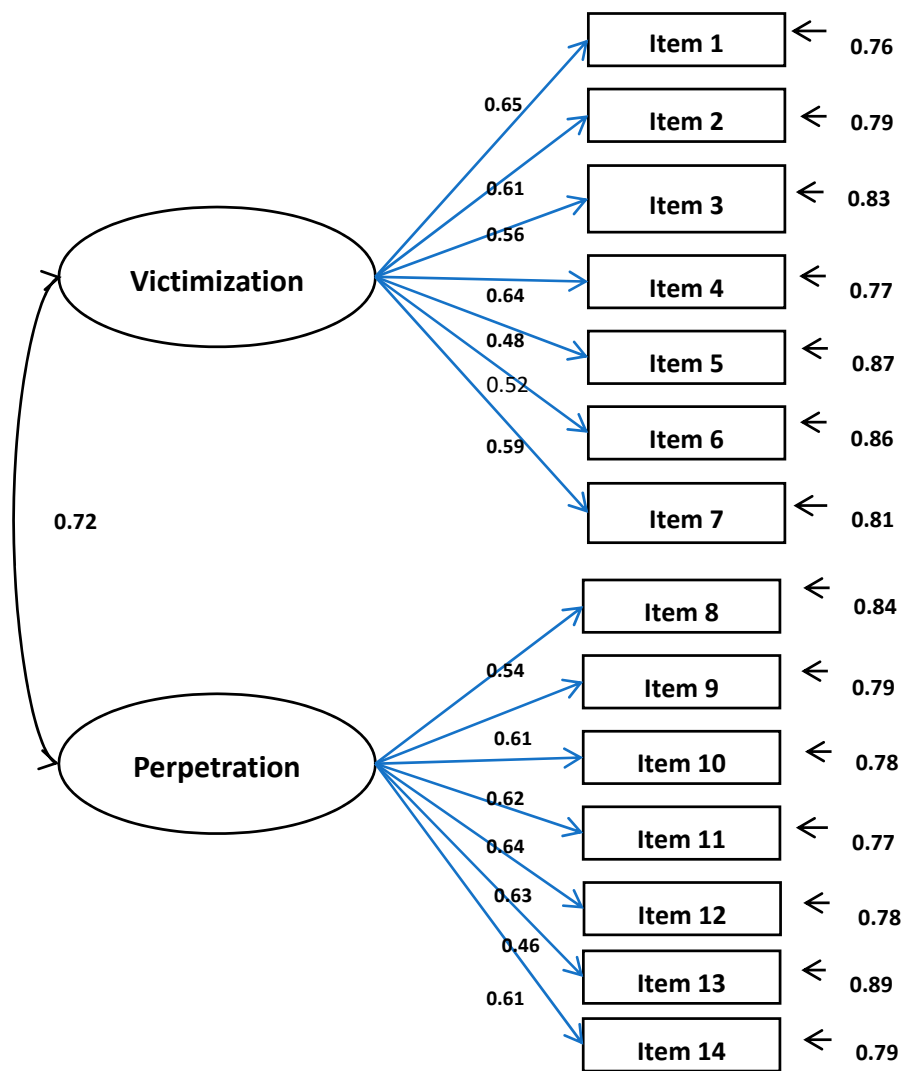 Item 1
0.76
0.65
Item 2
0.79
0.61
Item 3
0.83
0.56
Victimization
Item 4
0.77
0.64
0.48
Item 5
0.87
0.52
Item 6
0.86
0.59
Item 7
0.81
0.72
Item 8
0.84
0.54
Item 9
0.79
0.61
Perpetration
Item 10
0.78
0.62
Item 11
0.77
0.64
0.63
Item 12
0.78
0.46
Item 13
0.89
0.61
Item 14
0.79